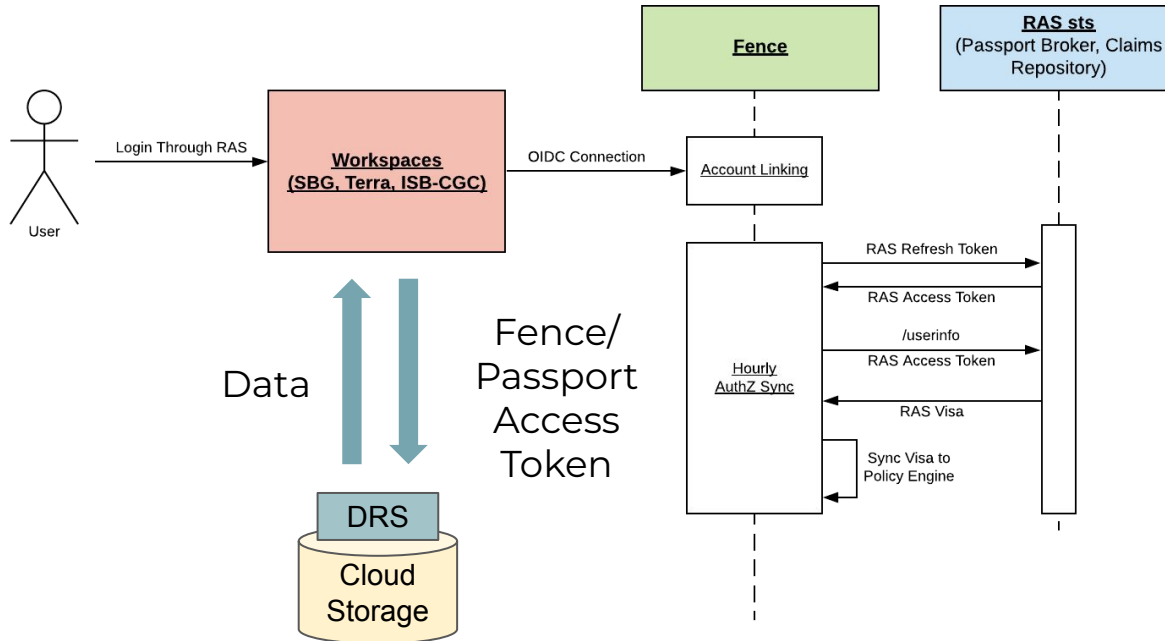 User
Login Through RAS
Workspaces
(SBG, Terra, ISB-CGC)
OIDC Connection
Fence
RAS sts
(Passport Broker, Claims
Repository)
Account Linking
Hourly
AuthZ Sync
RAS Refresh Token
RAS Access Token
/userinfo
RAS Access Token
RAS Visa
Sync Visa to
Policy Engine
Data
Fence/
Passport
Access
Token
DRS
Cloud
Storage